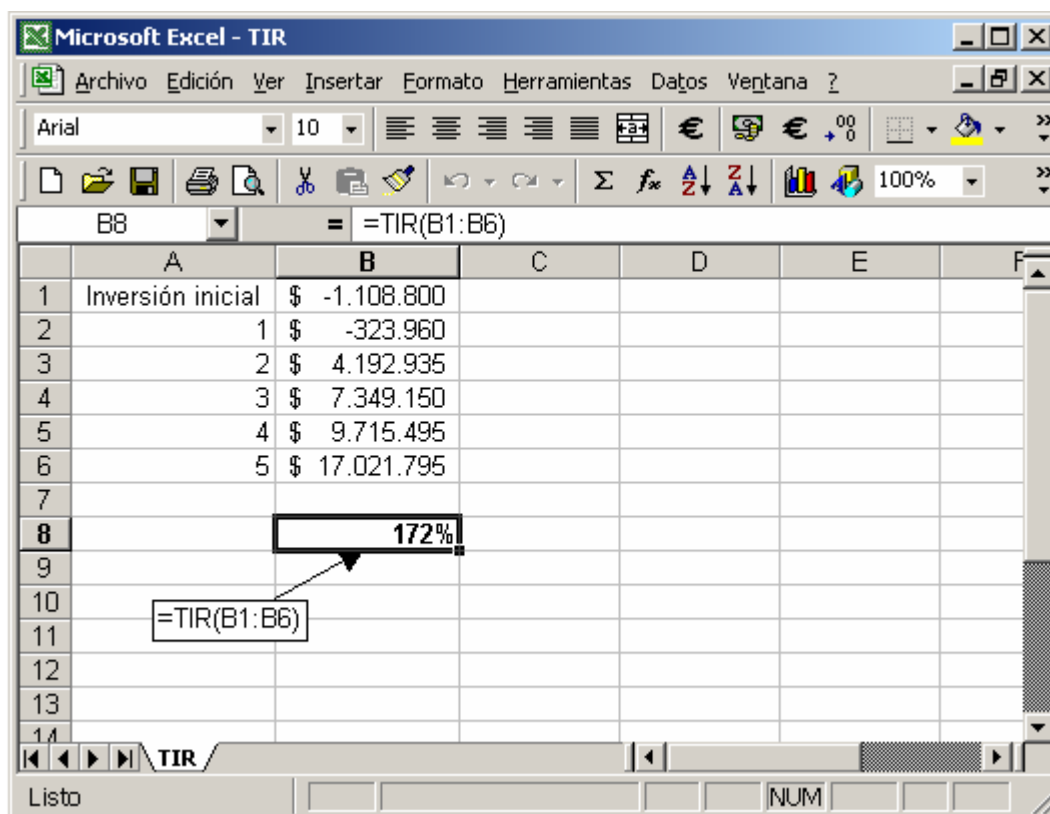 Microsoft Excel - TIR
Archivo Edición Ver Insertar Formato Herramientas Datos Ventana ?
Arial 10
100%
B8 = =TIR(B1:B6)
A B C D E F
1 Inversión inicial $ -1.108.800
2 1 $ -323.960
3 2 $ 4.192.935
4 3 $ 7.349.150
5 4 $ 9.715.495
6 5 $ 17.021.795
7
8 172%
9
10
=TIR(B1:B6)
11
12
13
14
TIR
Listo NUM